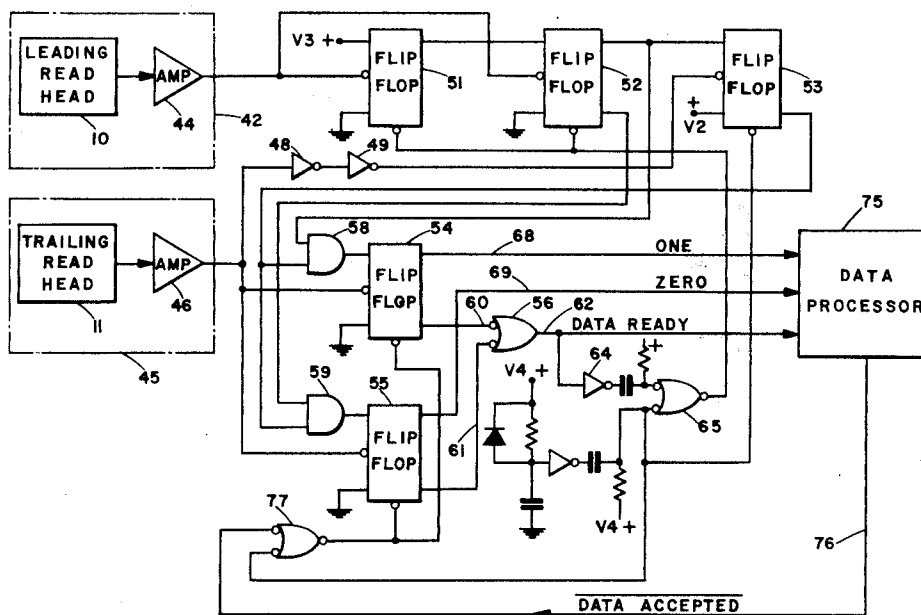 LEADING
READ
HEAD
10
AMP
44
42
V3 +
FLIP
FLOP
51
FLIP
FLOP
52
FLIP
FLOP
53
+
V2
48
49
TRAILING
READ
HEAD
11
AMP
46
45
58
54
FLIP
FLOP
68
ONE
69
ZERO
60
56
62
DATA READY
75
DATA
PROCESSOR
59
55
FLIP
FLOP
61
V4 +
64
+
65
V4 +
77
76
DATA ACCEPTED